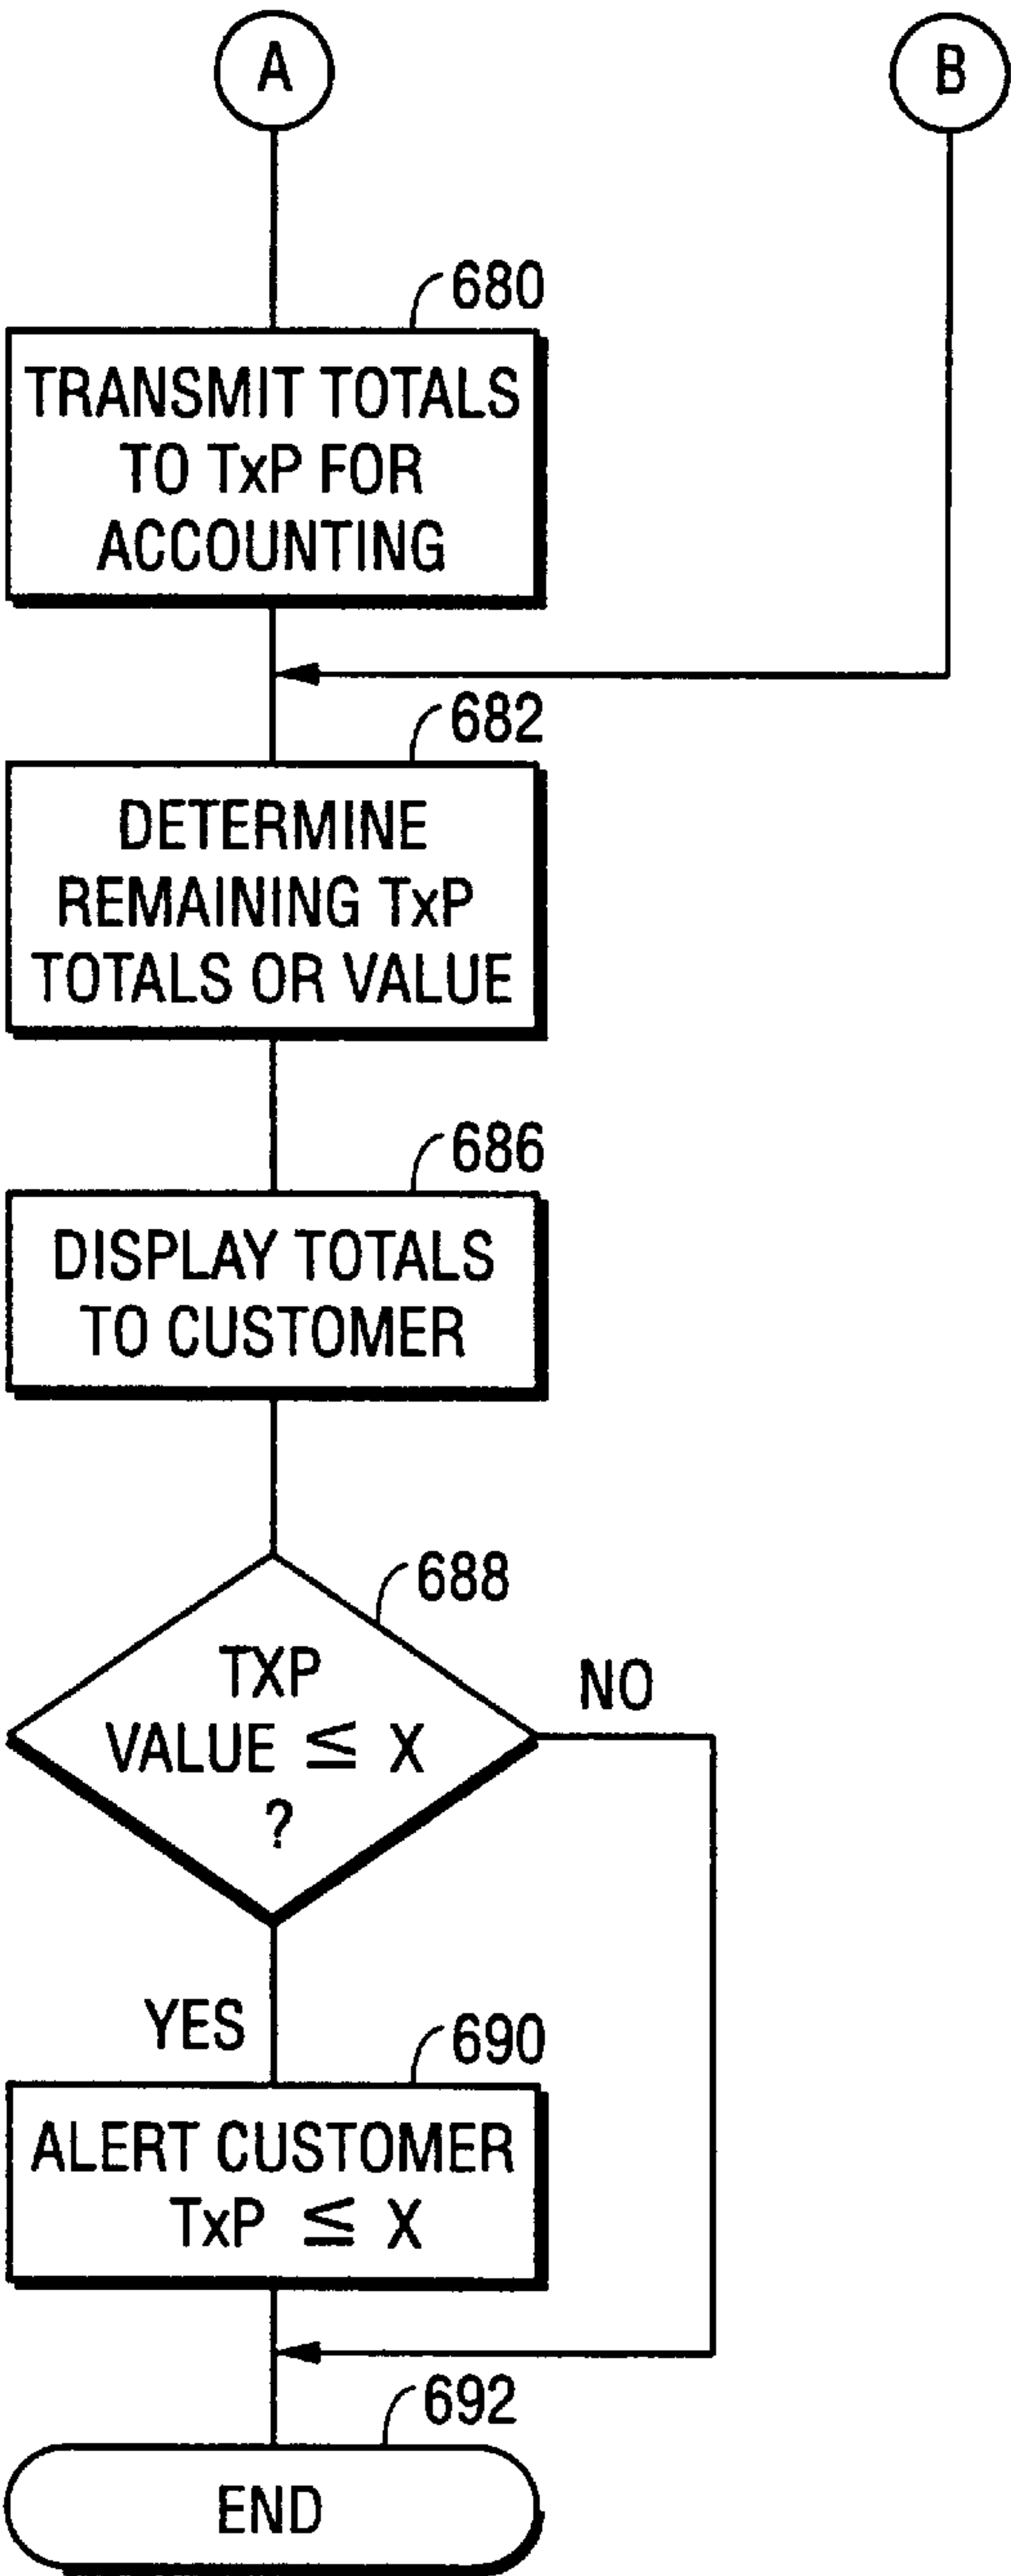 A
B
680
TRANSMIT TOTALS
TO TxP FOR
ACCOUNTING
682
DETERMINE
REMAINING TxP
TOTALS OR VALUE
686
DISPLAY TOTALS
TO CUSTOMER
688
TXP
VALUE ≤ X
?
NO
YES
690
ALERT CUSTOMER
TxP ≤ X
692
END